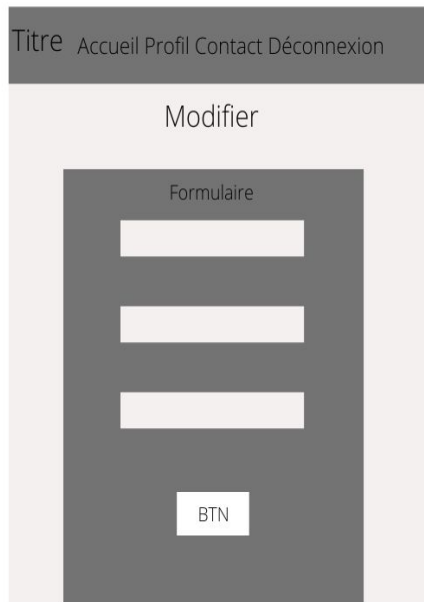 Titre Accueil Profil Contact Déconnexion
Modifier
Formulaire
BTN